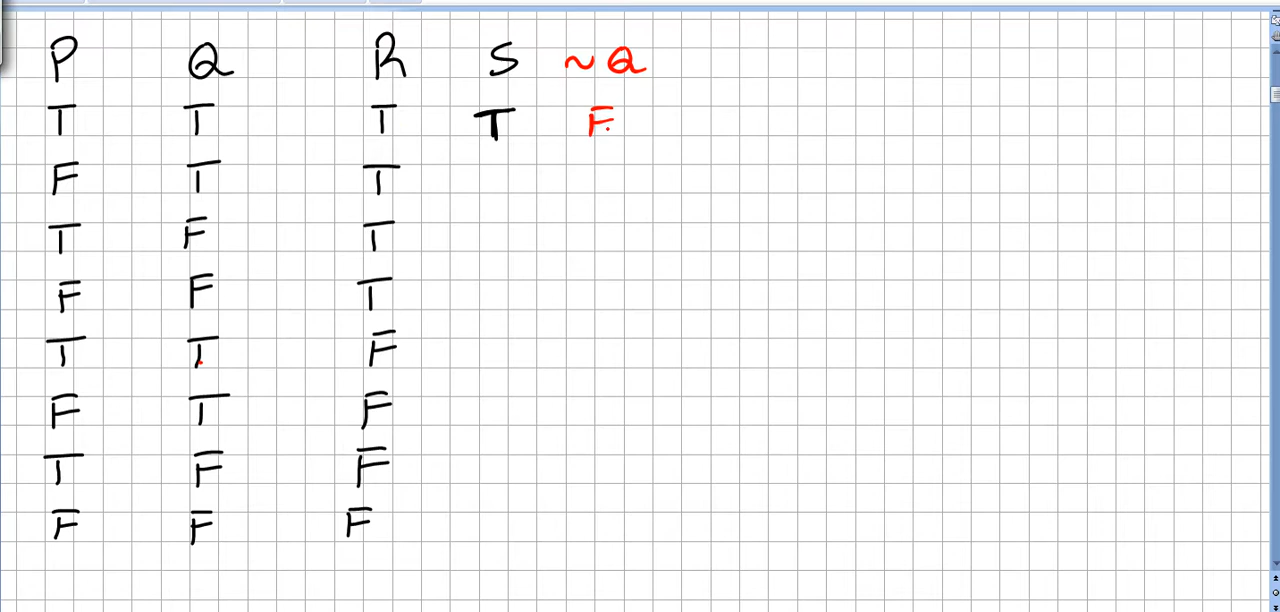 P Q R S ~Q
T T T T F
F T T
T F T
F F T
T T F
F T F
T F F
F F F